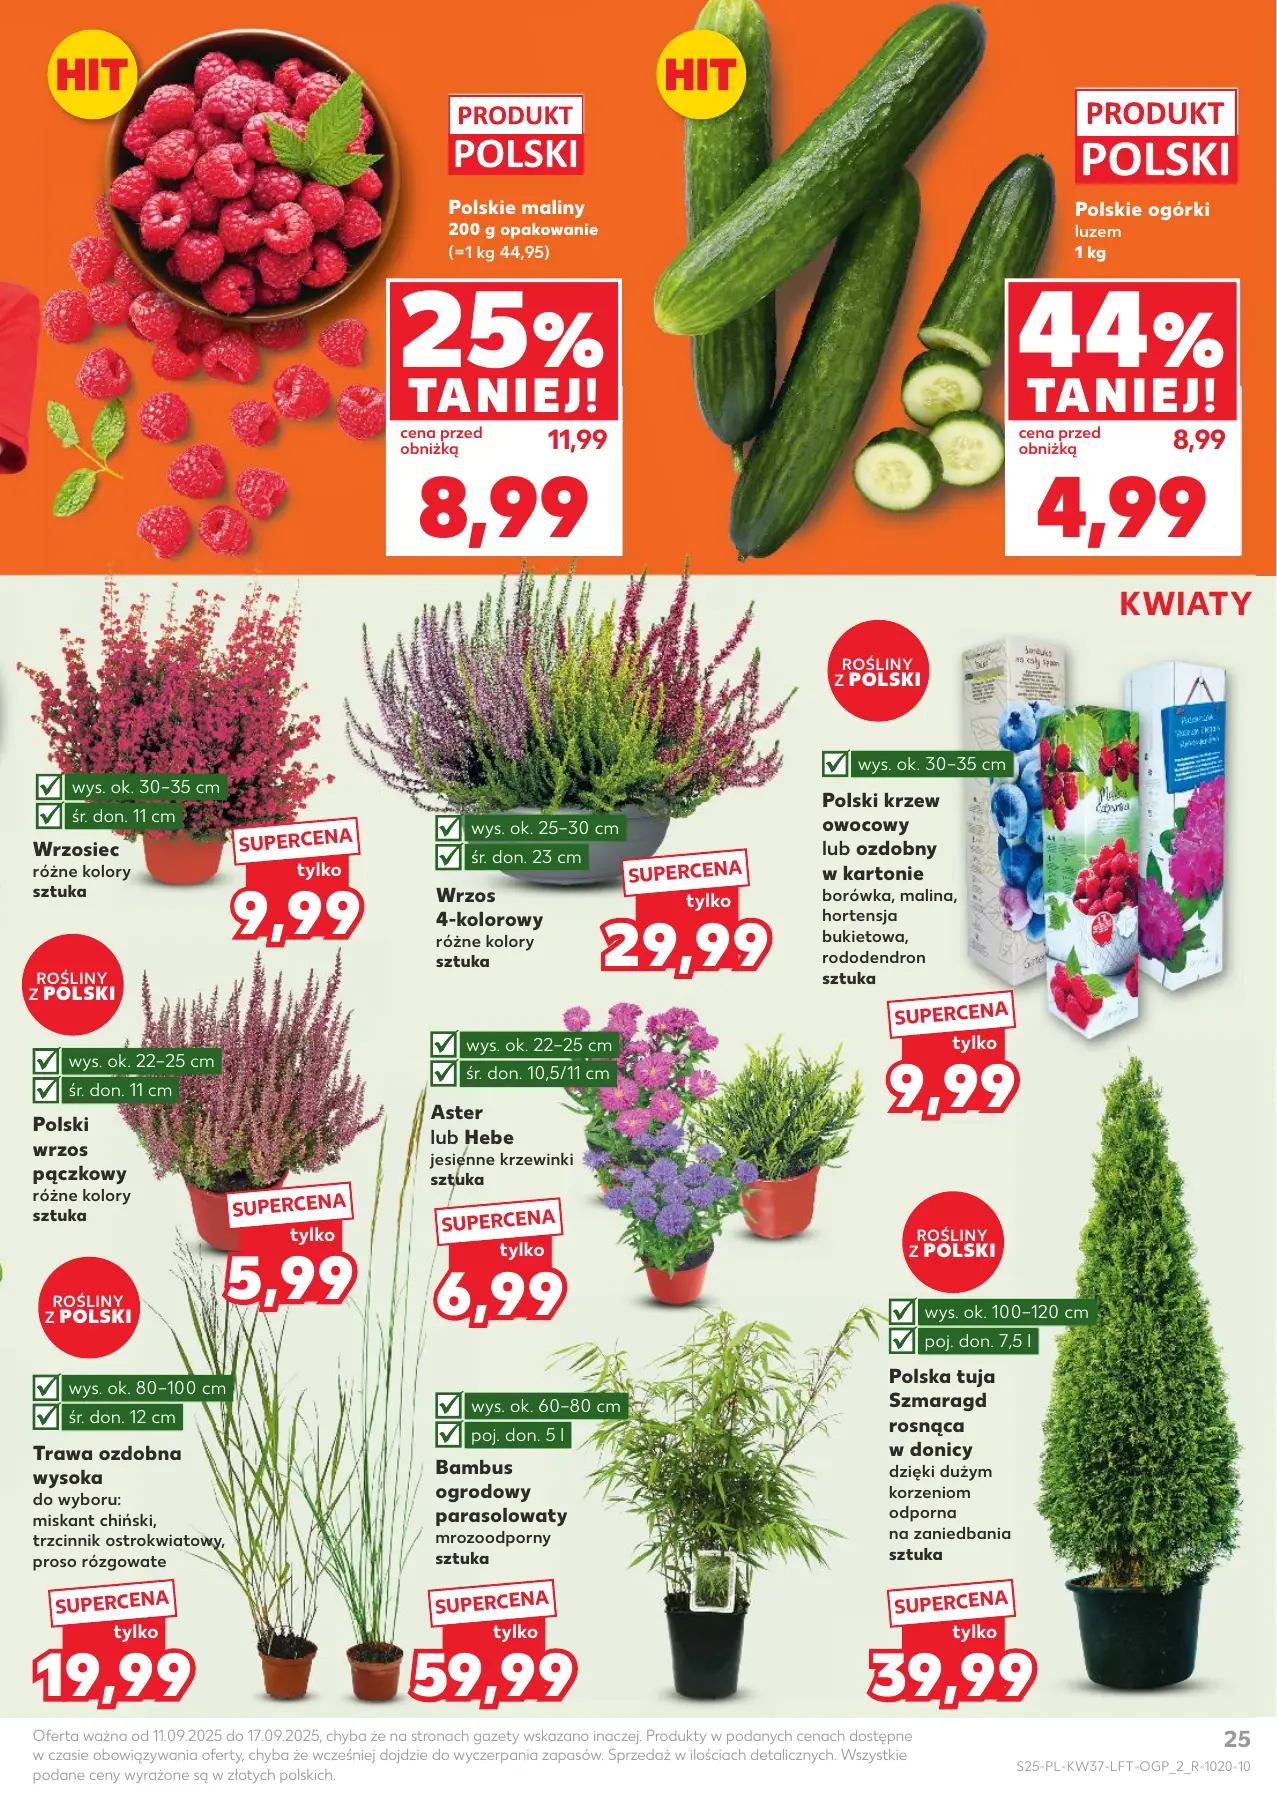 HIT
PRODUKT
POLSKI
Polskie maliny
200 g opakowanie
(=1 kg 44,95)
25%
TANIEJ!
cena przed
obniżką
11,99
8,99
HIT
PRODUKT
POLSKI
Polskie ogórki
luzem
1 kg
44%
TANIEJ!
cena przed
obniżką
8,99
4,99
KWIATY
wys. ok. 30–35 cm
śr. don. 11 cm
Wrzosiec
różne kolory
sztuka
SUPERCENA
tylko
9,99
wys. ok. 25–30 cm
śr. don. 23 cm
Wrzos
4-kolorowy
różne kolory
sztuka
SUPERCENA
tylko
29,99
ROŚLINY
Z POLSKI
wys. ok. 30–35 cm
Polski krzew
owocowy
lub ozdobny
w kartonie
borówka, malina,
hortensja
bukietowa,
rododendron
sztuka
SUPERCENA
tylko
9,99
ROŚLINY
Z POLSKI
wys. ok. 22–25 cm
śr. don. 11 cm
Polski
wrzos
pączkowy
różne kolory
sztuka
SUPERCENA
tylko
5,99
wys. ok. 22–25 cm
śr. don. 10,5/11 cm
Aster
lub Hebe
jesienne krzewinki
sztuka
SUPERCENA
tylko
6,99
ROŚLINY
Z POLSKI
wys. ok. 80–100 cm
śr. don. 12 cm
Trawa ozdobna
wysoka
do wyboru:
miskant chiński,
trzcinnik ostrokwiatowy,
proso rózgowate
SUPERCENA
tylko
19,99
wys. ok. 60–80 cm
poj. don. 5 l
Bambus
ogrodowy
parasolowaty
mrozoodporny
sztuka
SUPERCENA
tylko
59,99
ROŚLINY
Z POLSKI
wys. ok. 100–120 cm
poj. don. 7,5 l
Polska tuja
Szmaragd
rosnąca
w donicy
dzięki dużym
korzeniom
odporna
na zaniedbania
sztuka
SUPERCENA
tylko
39,99
Oferta ważna od 11.09.2025 do 17.09.2025, chyba że na stronach gazety wskazano inaczej. Produkty w podanych cenach dostępne
w czasie obowiązywania oferty, chyba że wcześniej dojdzie do wyczerpania zapasów. Sprzedaż w ilościach detalicznych. Wszystkie
podane ceny wyrażone są w złotych polskich.
25
S25-PL-KW37-LFT-OGP_2_R-1020-10